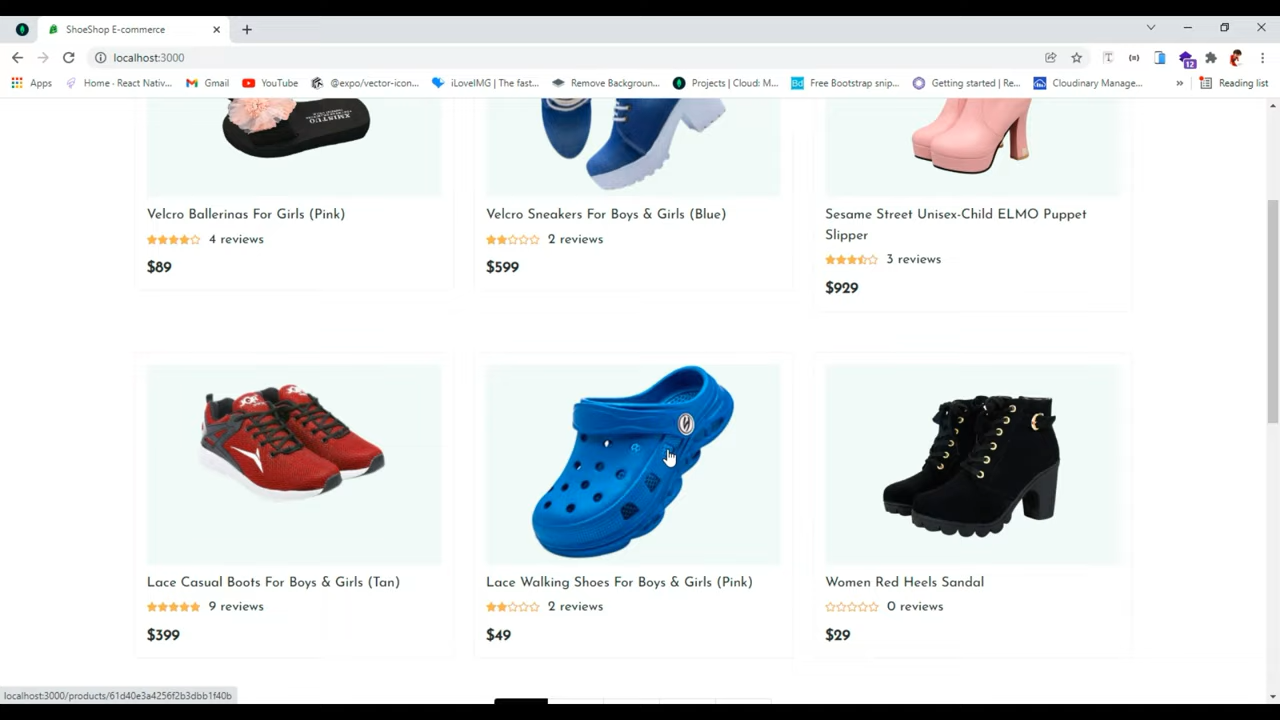 ShoeShop E-commerce
localhost:3000
Apps
Home - React Nativ...
Gmail
YouTube
@expo/vector-icon...
iLoveIMG | The fast...
Remove Backgroun...
Projects | Cloud: M...
Free Bootstrap snip...
Getting started | Re...
Cloudinary Manage...
»
Reading list
12
Velcro Ballerinas For Girls (Pink)
4 reviews
$89
Velcro Sneakers For Boys & Girls (Blue)
2 reviews
$599
Sesame Street Unisex-Child ELMO Puppet
Slipper
3 reviews
$929
Lace Casual Boots For Boys & Girls (Tan)
9 reviews
$399
Lace Walking Shoes For Boys & Girls (Pink)
2 reviews
$49
Women Red Heels Sandal
0 reviews
$29
localhost:3000/products/61d40e3a4256f2b3dbb1f40b